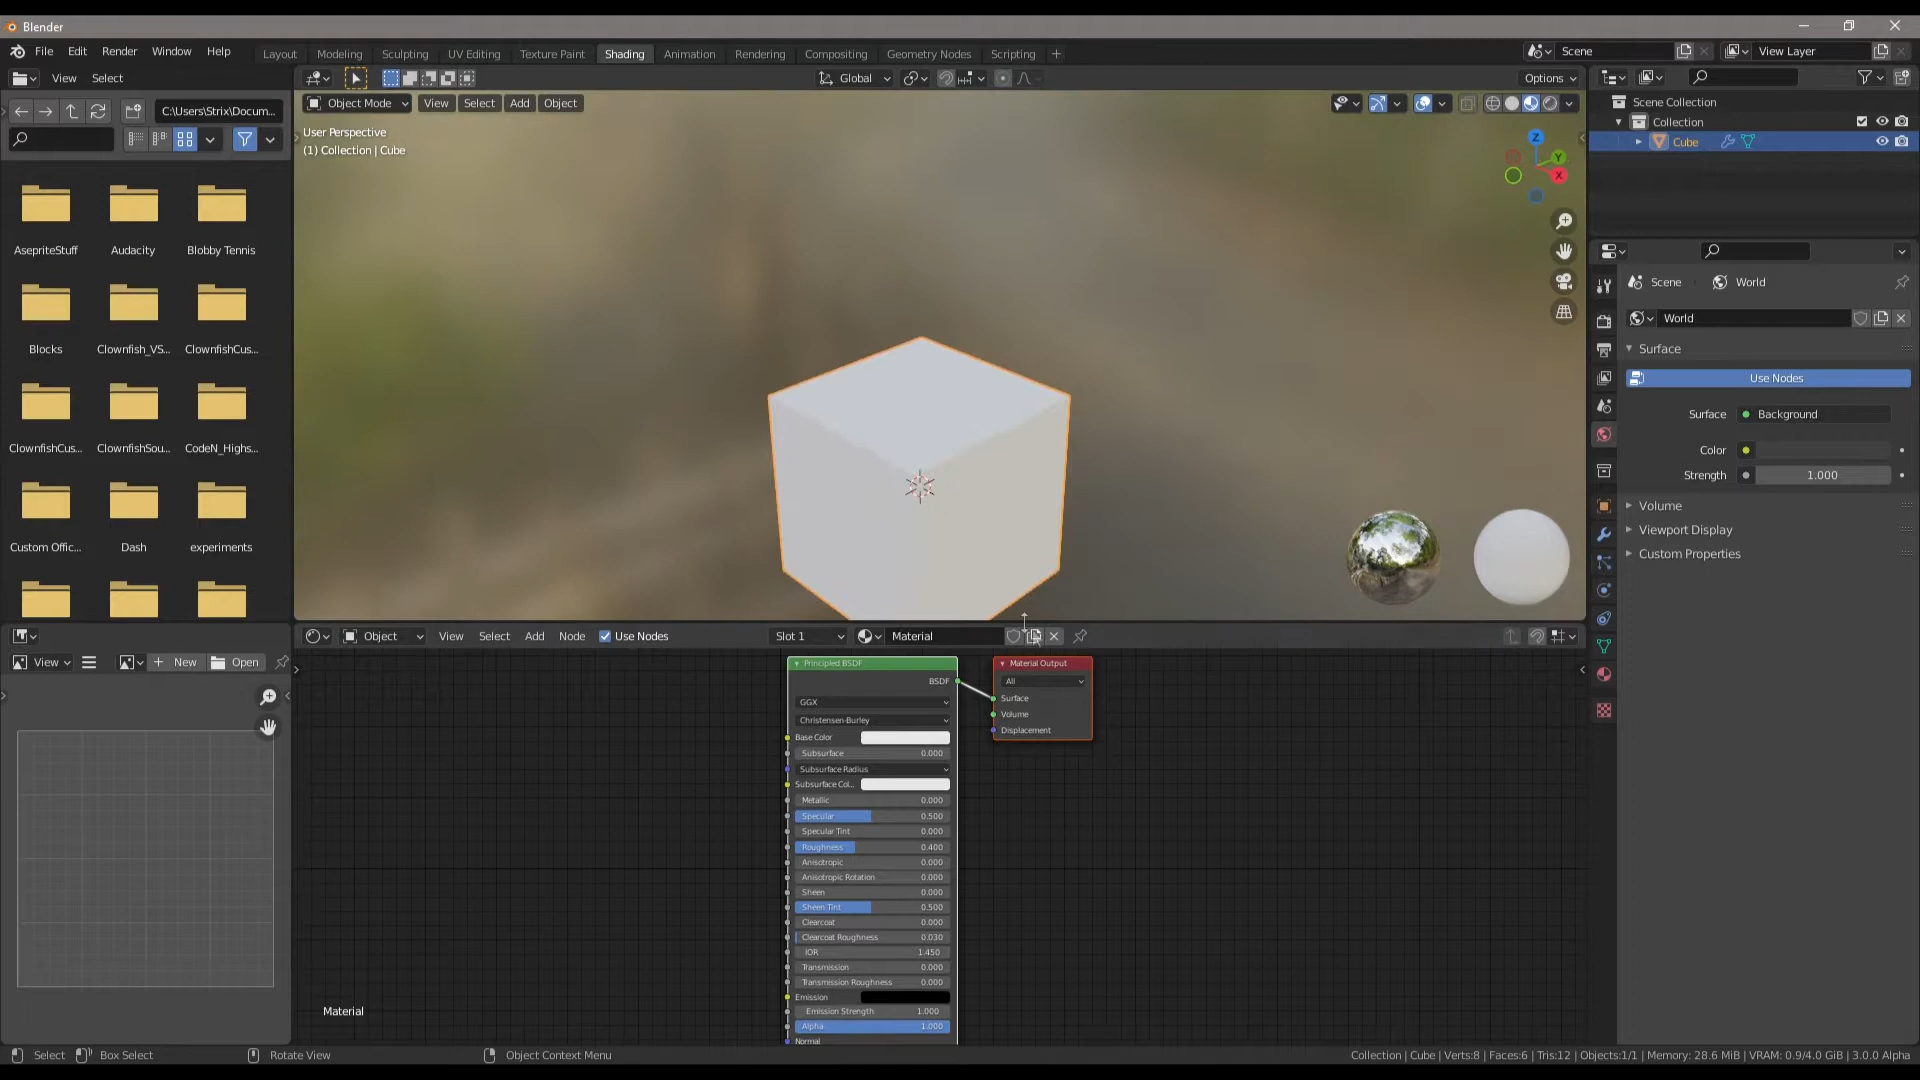 Blender
File Edit Render Window Help
Layout Modeling Sculpting UV Editing Texture Paint Shading Animation Rendering Compositing Geometry Nodes Scripting +
Scene
View Layer
View Select
Global
Options
C:\Users\Strix\Docum...
Object Mode View Select Add Object
User Perspective
(1) Collection | Cube
Z
Y
X
AsepriteStuff Audacity Blobby Tennis
Blocks Clownfish_VS... ClownfishCus...
ClownfishCus... ClownfishSou... CodeN_Highs...
Custom Offic... Dash experiments
Scene Collection
Collection
Cube
Scene World
World
Surface
Use Nodes
Surface Background
Color
Strength 1.000
Volume
Viewport Display
Custom Properties
View New Open
Object View Select Add Node Use Nodes Slot 1 Material
Principled BSDF
BSDF
GGX
Christensen-Burley
Base Color
Subsurface 0.000
Subsurface Radius
Subsurface Col...
Metallic 0.000
Specular 0.500
Specular Tint 0.000
Roughness 0.400
Anisotropic 0.000
Anisotropic Rotation 0.000
Sheen 0.000
Sheen Tint 0.500
Clearcoat 0.000
Clearcoat Roughness 0.030
IOR 1.450
Transmission 0.000
Transmission Roughness 0.000
Emission
Emission Strength 1.000
Alpha 1.000
Normal
Material Output
All
Surface
Volume
Displacement
Material
Select Box Select Rotate View Object Context Menu
Collection | Cube | Verts:8 | Faces:6 | Tris:12 | Objects:1/1 | Memory: 28.6 MiB | VRAM: 0.9/4.0 GiB | 3.0.0 Alpha